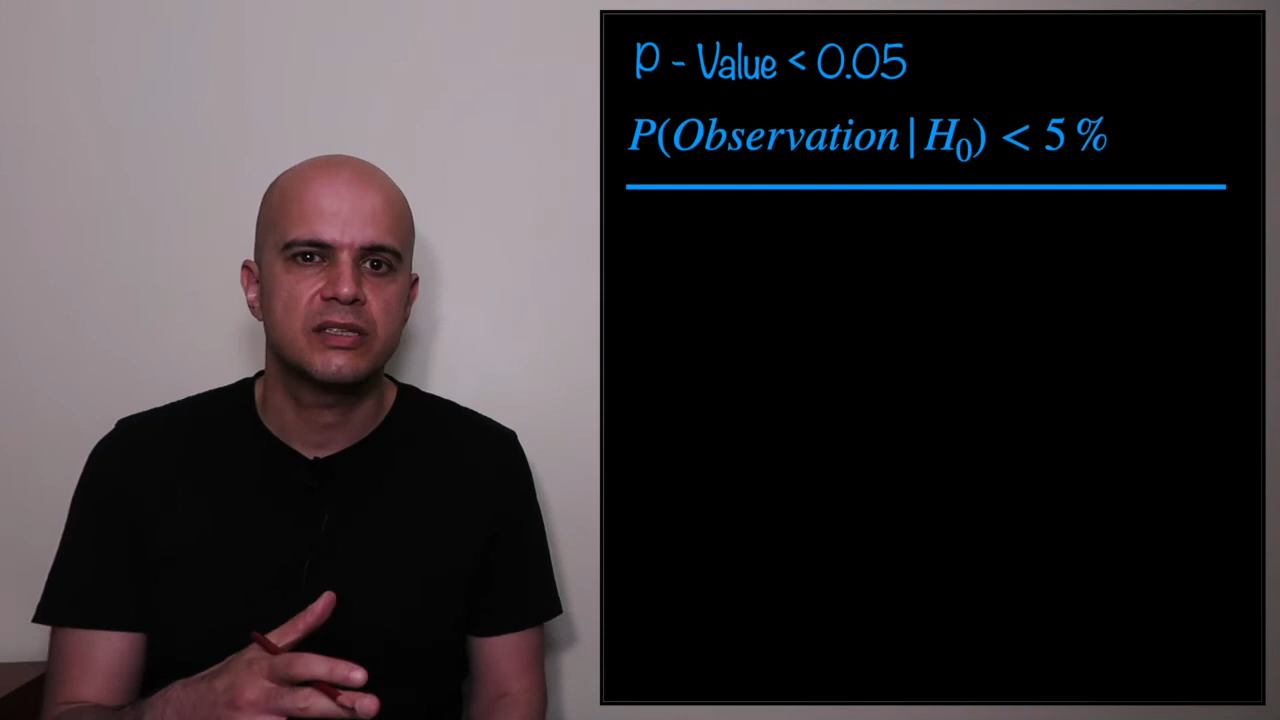 P - Value < 0.05
P(Observation | H₀) < 5 %